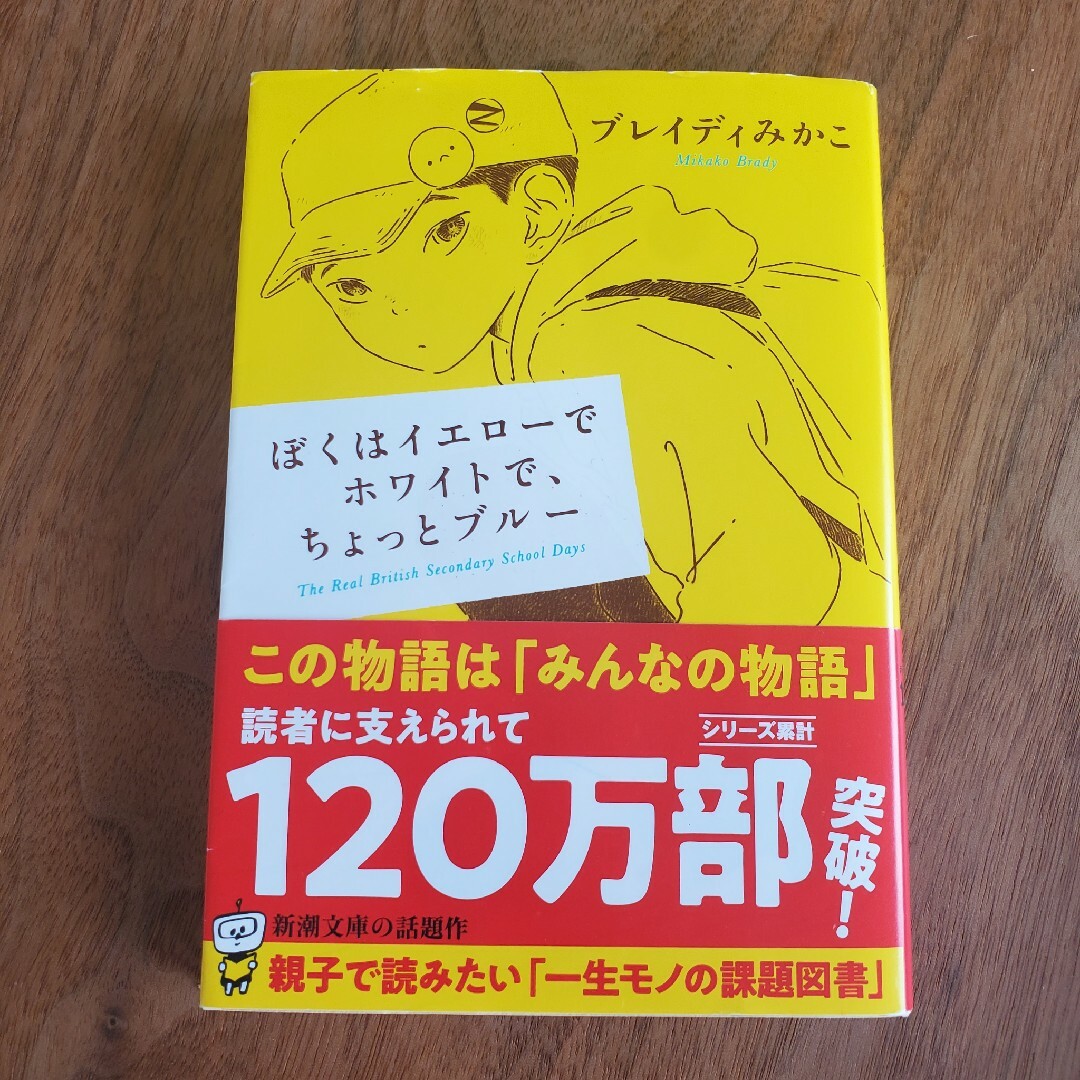 ブレイディみかこ
Mikako Brady
N
ぼくはイエローで
ホワイトで、
ちょっとブルー
The Real British Secondary School Days
この物語は「みんなの物語」
読者に支えられて
シリーズ累計
120万部
突破!
新潮文庫の話題作
親子で読みたい「一生モノの課題図書」